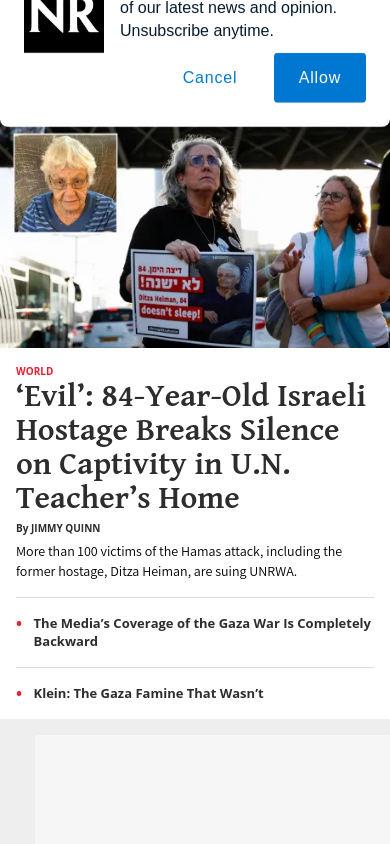 NR
of our latest news and opinion.
Unsubscribe anytime.
Cancel
Allow
דיצה היימן, 84
לא ישנה!
Ditza Heiman, 84
doesn't sleep!
WORLD
‘Evil’: 84-Year-Old Israeli
Hostage Breaks Silence
on Captivity in U.N.
Teacher’s Home
By JIMMY QUINN
More than 100 victims of the Hamas attack, including the
former hostage, Ditza Heiman, are suing UNRWA.
• The Media’s Coverage of the Gaza War Is Completely
Backward
• Klein: The Gaza Famine That Wasn’t